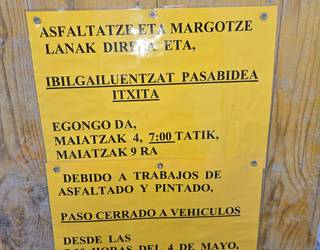 ASFALTATZE ETA MARGOTZE
LANAK DIRELA ETA,
IBILGAILUENTZAT PASABIDEA
ITXITA
EGONGO DA,
MAIATZAK 4, 7:00 TATIK,
MAIATZAK 9 RA
DEBIDO A TRABAJOS DE
ASFALTADO Y PINTADO,
PASO CERRADO A VEHICULOS
DESDE LAS
HORAS DEL 4 DE MAYO,